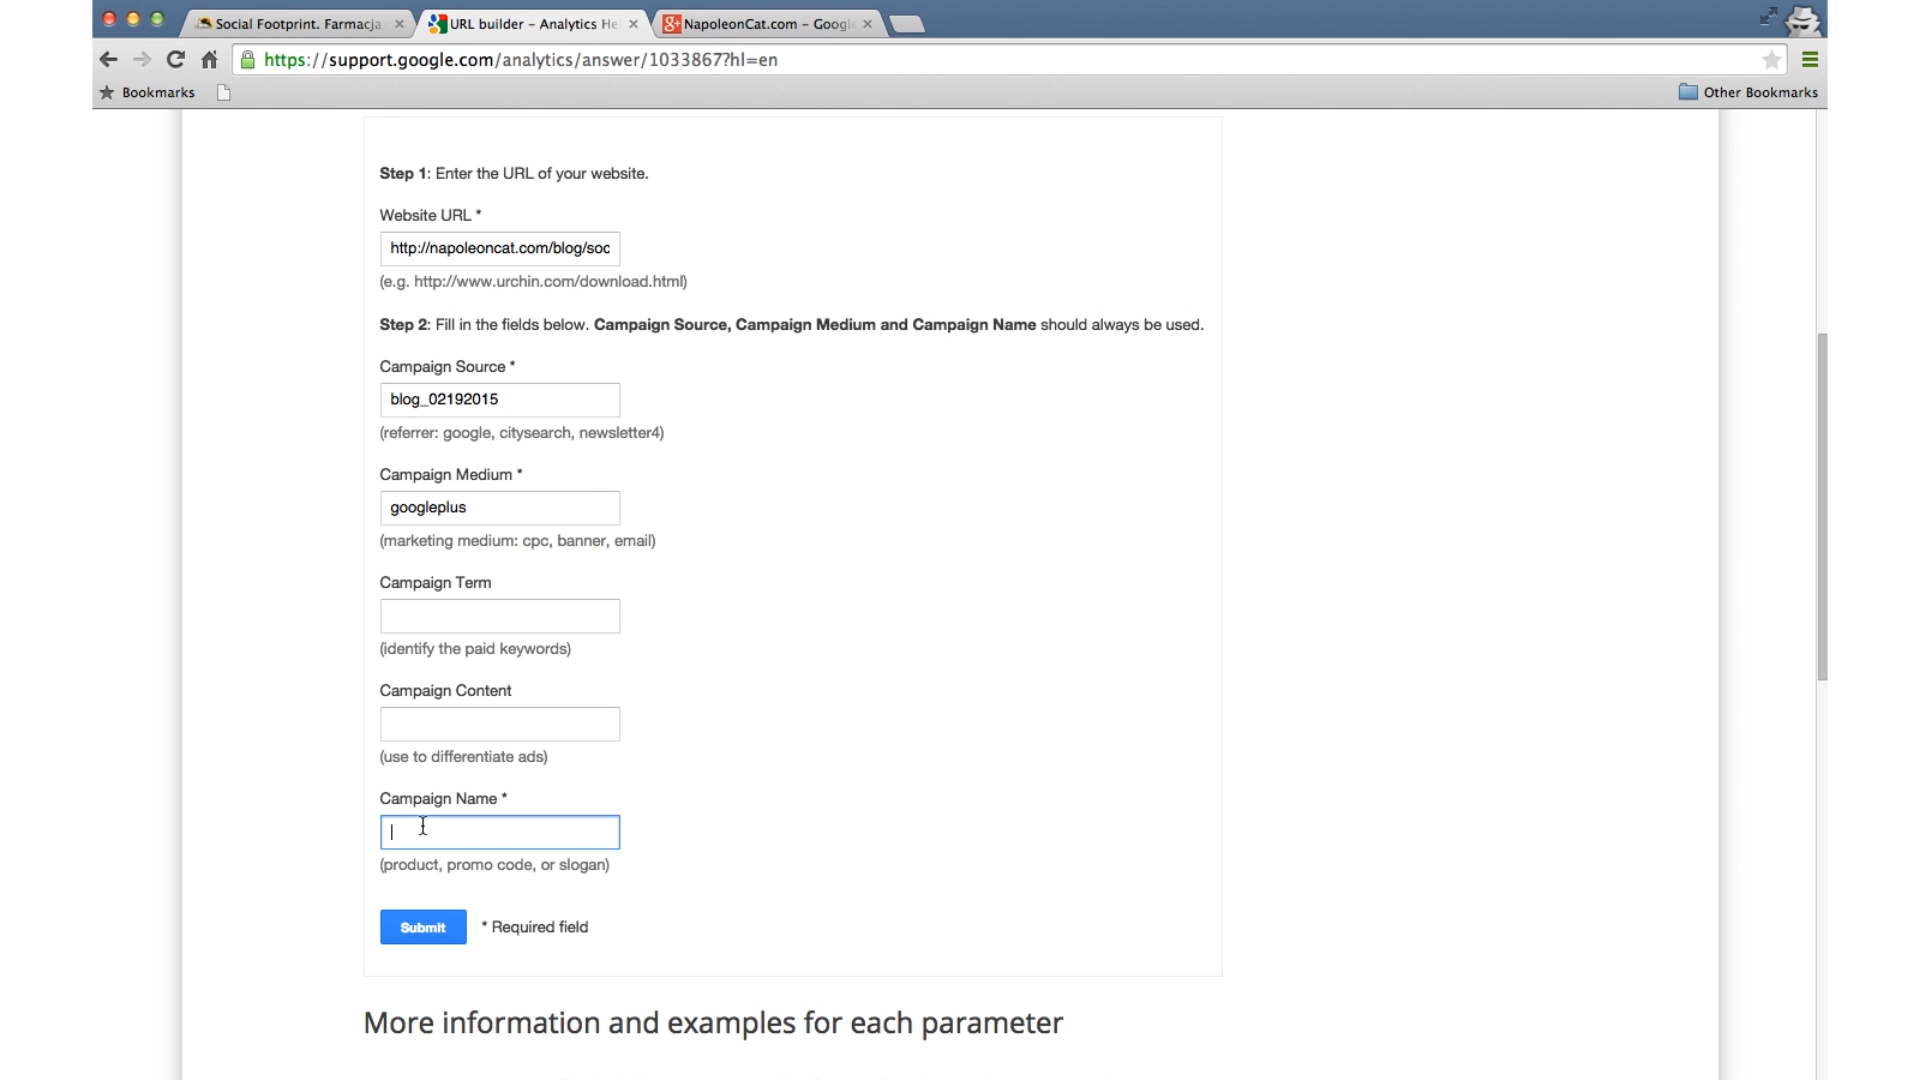 Social Footprint. Farmacja
URL builder – Analytics He
NapoleonCat.com – Google
https://support.google.com/analytics/answer/1033867?hl=en
Bookmarks
Other Bookmarks
Step 1: Enter the URL of your website.
Website URL *
http://napoleoncat.com/blog/soc
(e.g. http://www.urchin.com/download.html)
Step 2: Fill in the fields below. Campaign Source, Campaign Medium and Campaign Name should always be used.
Campaign Source *
blog_02192015
(referrer: google, citysearch, newsletter4)
Campaign Medium *
googleplus
(marketing medium: cpc, banner, email)
Campaign Term
(identify the paid keywords)
Campaign Content
(use to differentiate ads)
Campaign Name *
(product, promo code, or slogan)
Submit
* Required field
More information and examples for each parameter